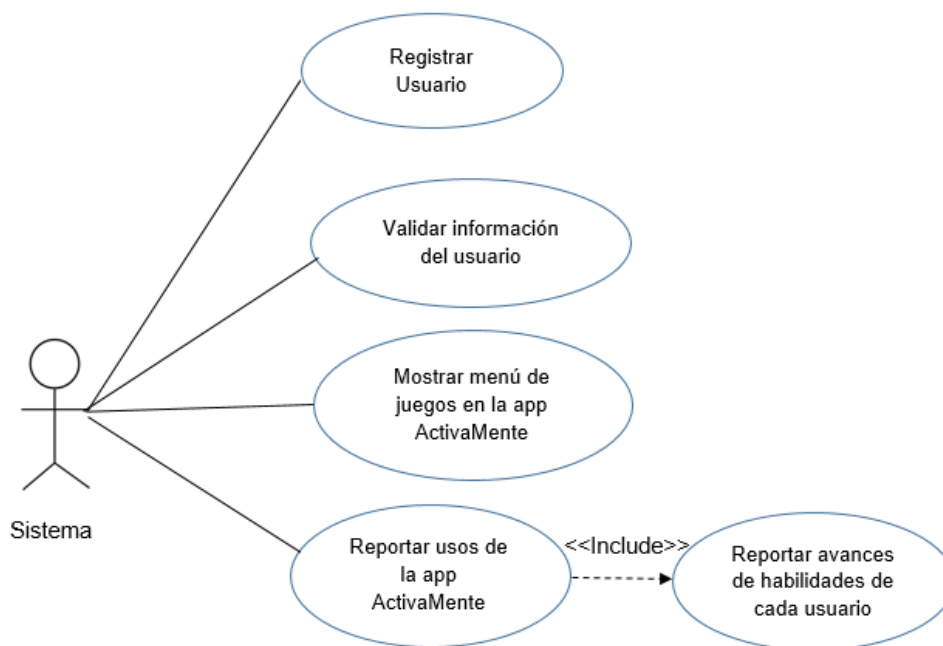 Registrar
Usuario
Validar información
del usuario
Mostrar menú de
juegos en la app
ActivaMente
Sistema
Reportar usos de
la app
ActivaMente
<<Include>>
Reportar avances
de habilidades de
cada usuario